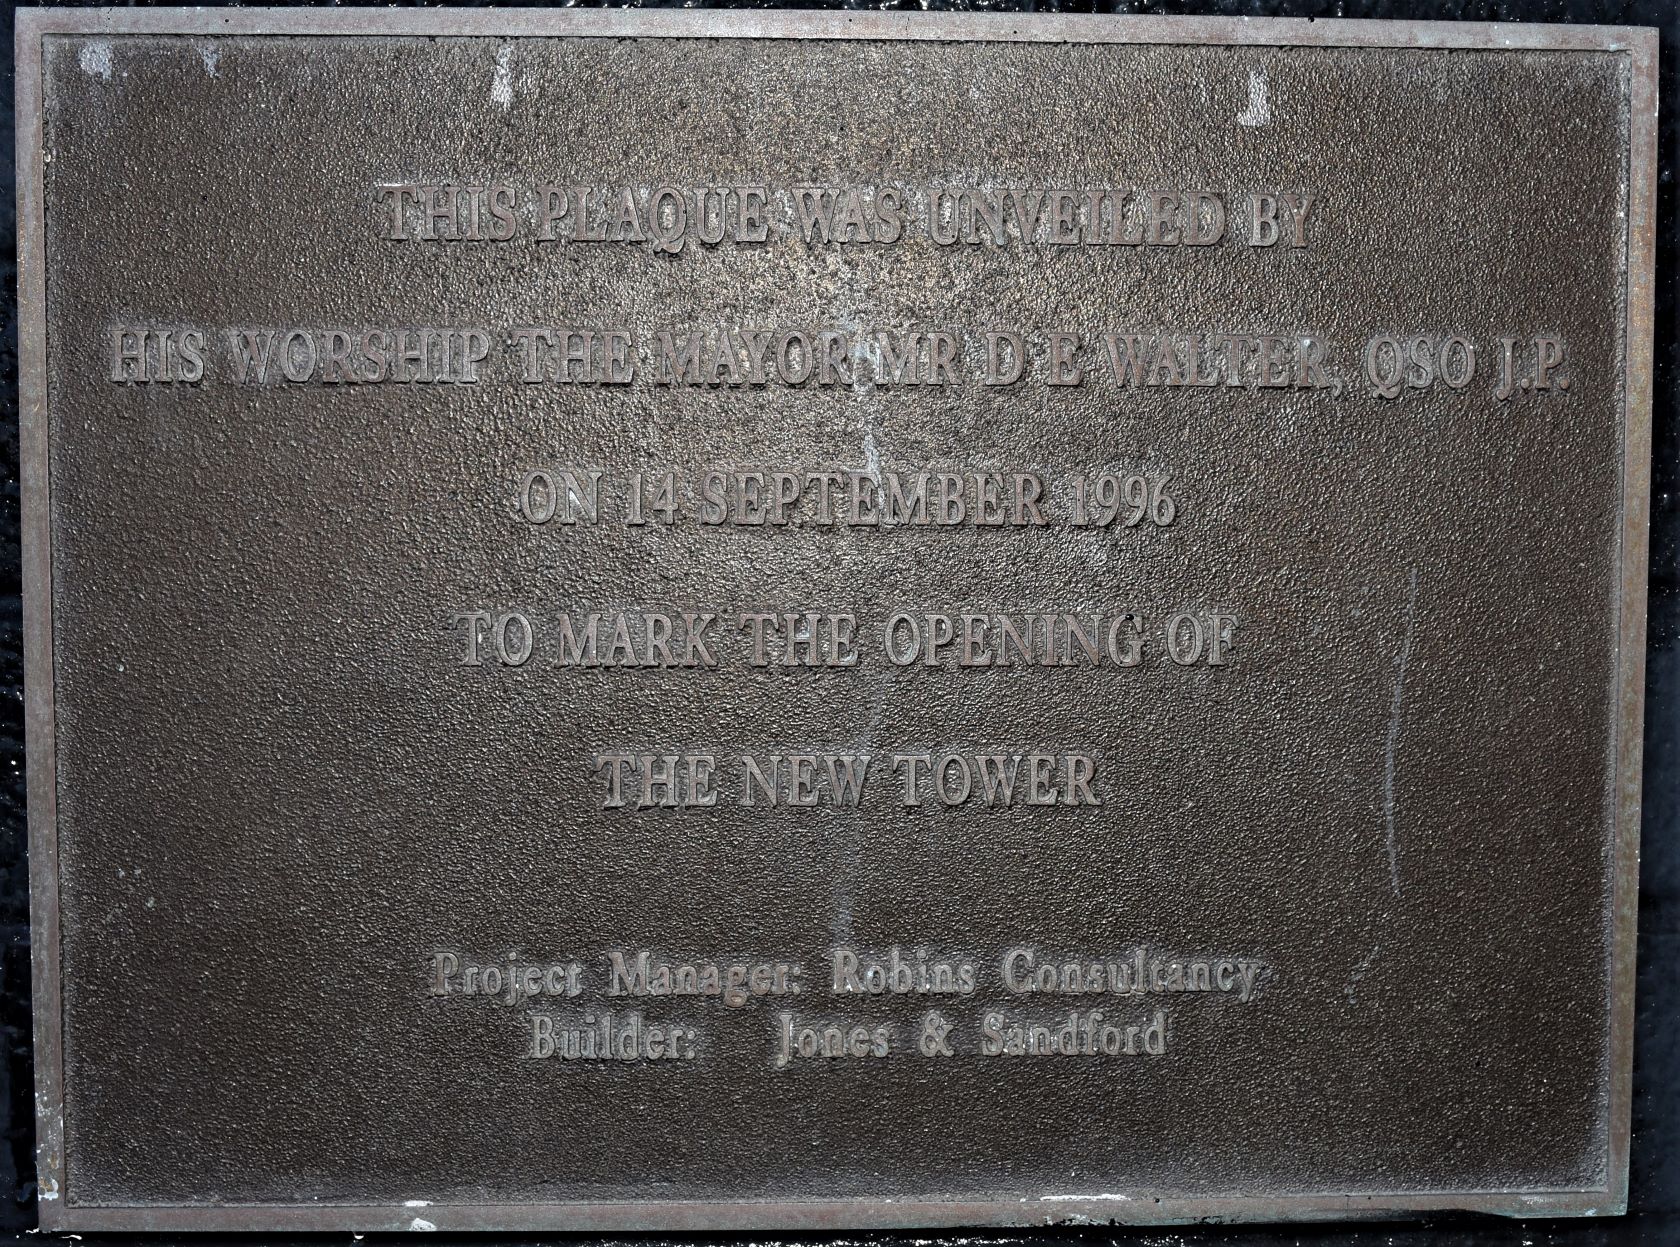 THIS PLAQUE WAS UNVEILED BY
HIS WORSHIP THE MAYOR MR D E WALTER, QSO J.P.
ON 14 SEPTEMBER 1996
TO MARK THE OPENING OF
THE NEW TOWER
Project Manager: Robins Consultancy
Builder: Jones & Sandford